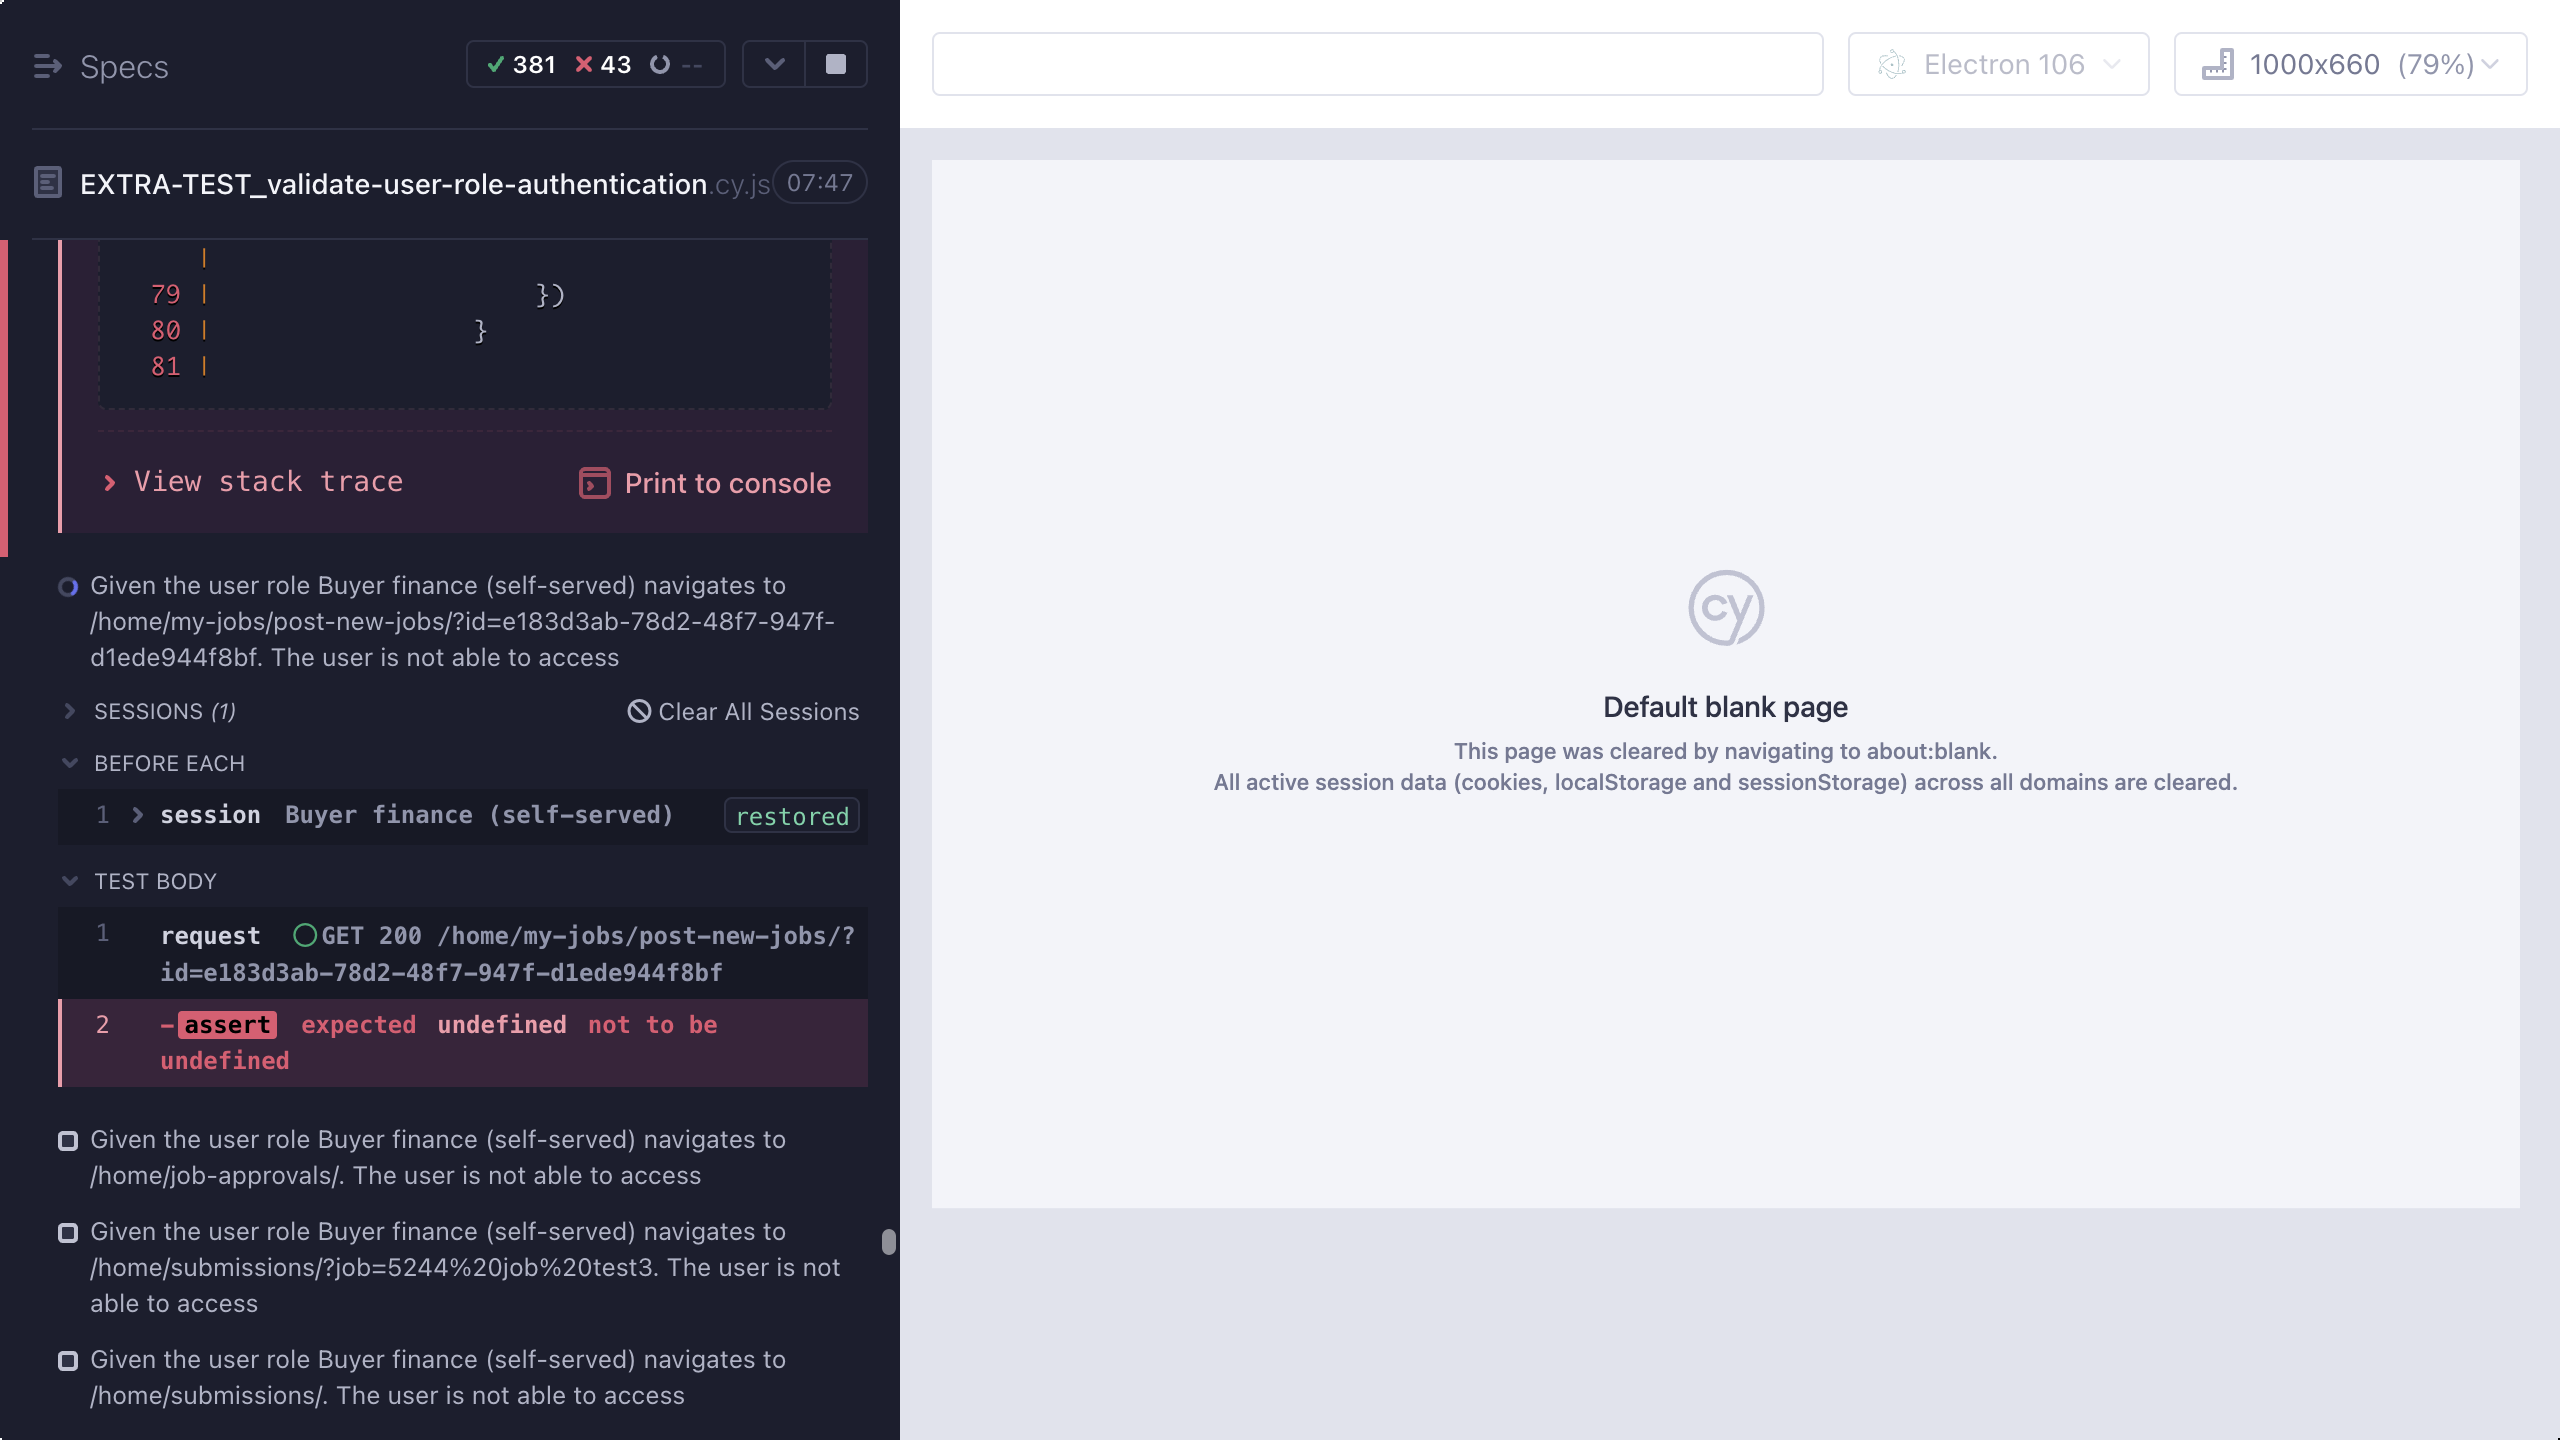 Specs
381 43 --
EXTRA-TEST_validate-user-role-authentication.cy.js 07:47
|
79 | })
80 | }
81 |
View stack trace
Print to console
Given the user role Buyer finance (self-served) navigates to
/home/my-jobs/post-new-jobs/?id=e183d3ab-78d2-48f7-947f-
d1ede944f8bf. The user is not able to access
SESSIONS (1)
Clear All Sessions
BEFORE EACH
1 session Buyer finance (self-served) restored
TEST BODY
1 request GET 200 /home/my-jobs/post-new-jobs/?
id=e183d3ab-78d2-48f7-947f-d1ede944f8bf
2 -assert expected undefined not to be
undefined
Given the user role Buyer finance (self-served) navigates to
/home/job-approvals/. The user is not able to access
Given the user role Buyer finance (self-served) navigates to
/home/submissions/?job=5244%20job%20test3. The user is not
able to access
Given the user role Buyer finance (self-served) navigates to
/home/submissions/. The user is not able to access
Electron 106
1000x660 (79%)
cy
Default blank page
This page was cleared by navigating to about:blank.
All active session data (cookies, localStorage and sessionStorage) across all domains are cleared.